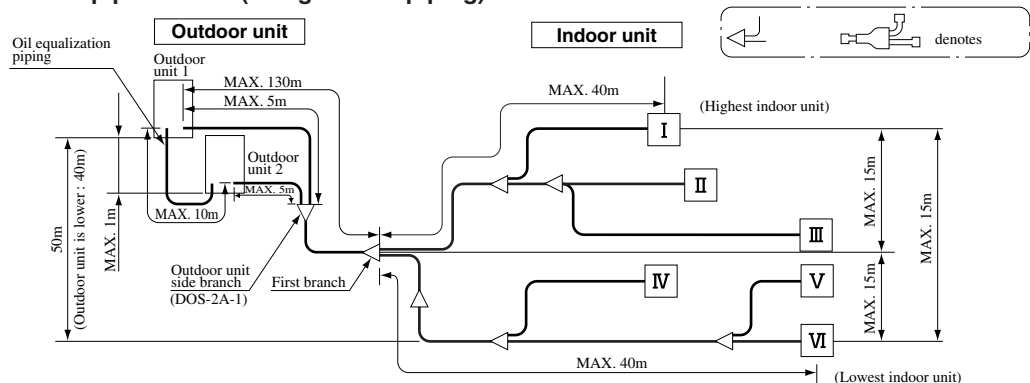 Outdoor unit
Indoor unit
denotes
Oil equalization
piping
Outdoor
unit 1
MAX. 130m
MAX. 5m
MAX. 40m
(Highest indoor unit)
I
Outdoor
unit 2
MAX. 5m
II
MAX. 10m
III
50m
(Outdoor unit is lower : 40m)
MAX. 1m
MAX. 15m
MAX. 15m
MAX. 15m
Outdoor unit
side branch
(DOS-2A-1)
First branch
IV
V
VI
MAX. 40m
(Lowest indoor unit)